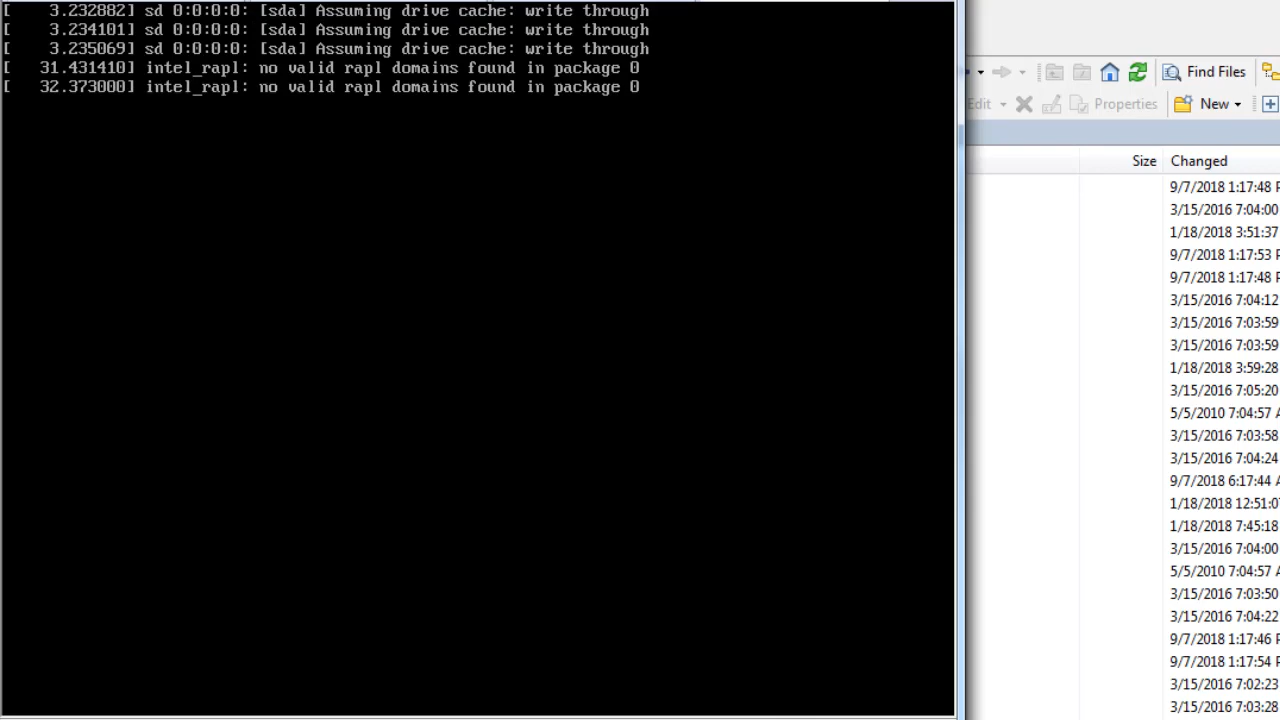 [    3.232882] sd 0:0:0:0: [sda] Assuming drive cache: write through
[    3.234101] sd 0:0:0:0: [sda] Assuming drive cache: write through
[    3.235069] sd 0:0:0:0: [sda] Assuming drive cache: write through
[   31.431410] intel_rapl: no valid rapl domains found in package 0
[   32.373000] intel_rapl: no valid rapl domains found in package 0
Find Files
Edit Properties New
Size Changed
9/7/2018 1:17:48 P
3/15/2016 7:04:00
1/18/2018 3:51:37
9/7/2018 1:17:53 P
9/7/2018 1:17:48 P
3/15/2016 7:04:12
3/15/2016 7:03:59
3/15/2016 7:03:59
1/18/2018 3:59:28
3/15/2016 7:05:20
5/5/2010 7:04:57 A
3/15/2016 7:03:58
3/15/2016 7:04:24
9/7/2018 6:17:44 A
1/18/2018 12:51:07
1/18/2018 7:45:18
3/15/2016 7:04:00
5/5/2010 7:04:57 A
3/15/2016 7:03:50
3/15/2016 7:04:22
9/7/2018 1:17:46 P
9/7/2018 1:17:54 P
3/15/2016 7:02:23
3/15/2016 7:03:28